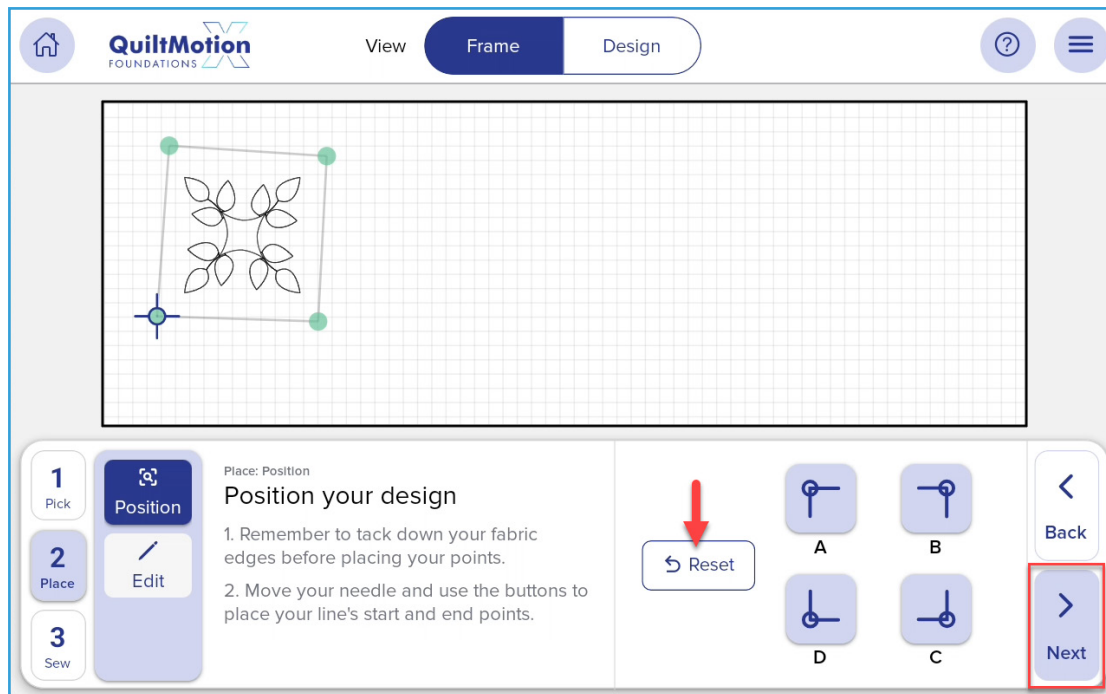 QuiltMotion X
FOUNDATIONS
View
Frame
Design
?
1
Pick
2
Place
3
Sew
Position
Edit
Place: Position
Position your design
1. Remember to tack down your fabric
edges before placing your points.
2. Move your needle and use the buttons to
place your line's start and end points.
Reset
A
B
D
C
Back
Next